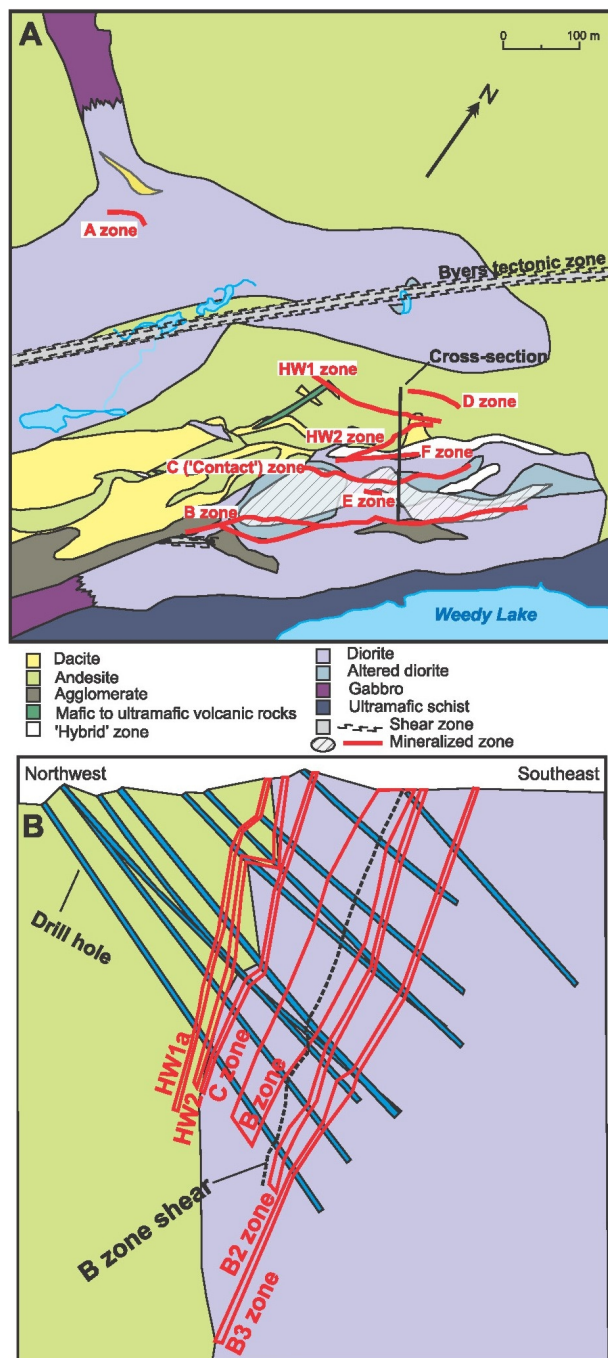 A
0 100 m
N
A zone
Byers tectonic zone
Cross-section
HW1 zone
D zone
HW2 zone
F zone
C ('Contact') zone
E zone
B zone
Weedy Lake
Dacite
Andesite
Agglomerate
Mafic to ultramafic volcanic rocks
'Hybrid' zone
Diorite
Altered diorite
Gabbro
Ultramafic schist
Shear zone
Mineralized zone
Northwest
Southeast
B
Drill hole
HW1a
HW2
C zone
B zone
B zone shear
B2 zone
B3 zone